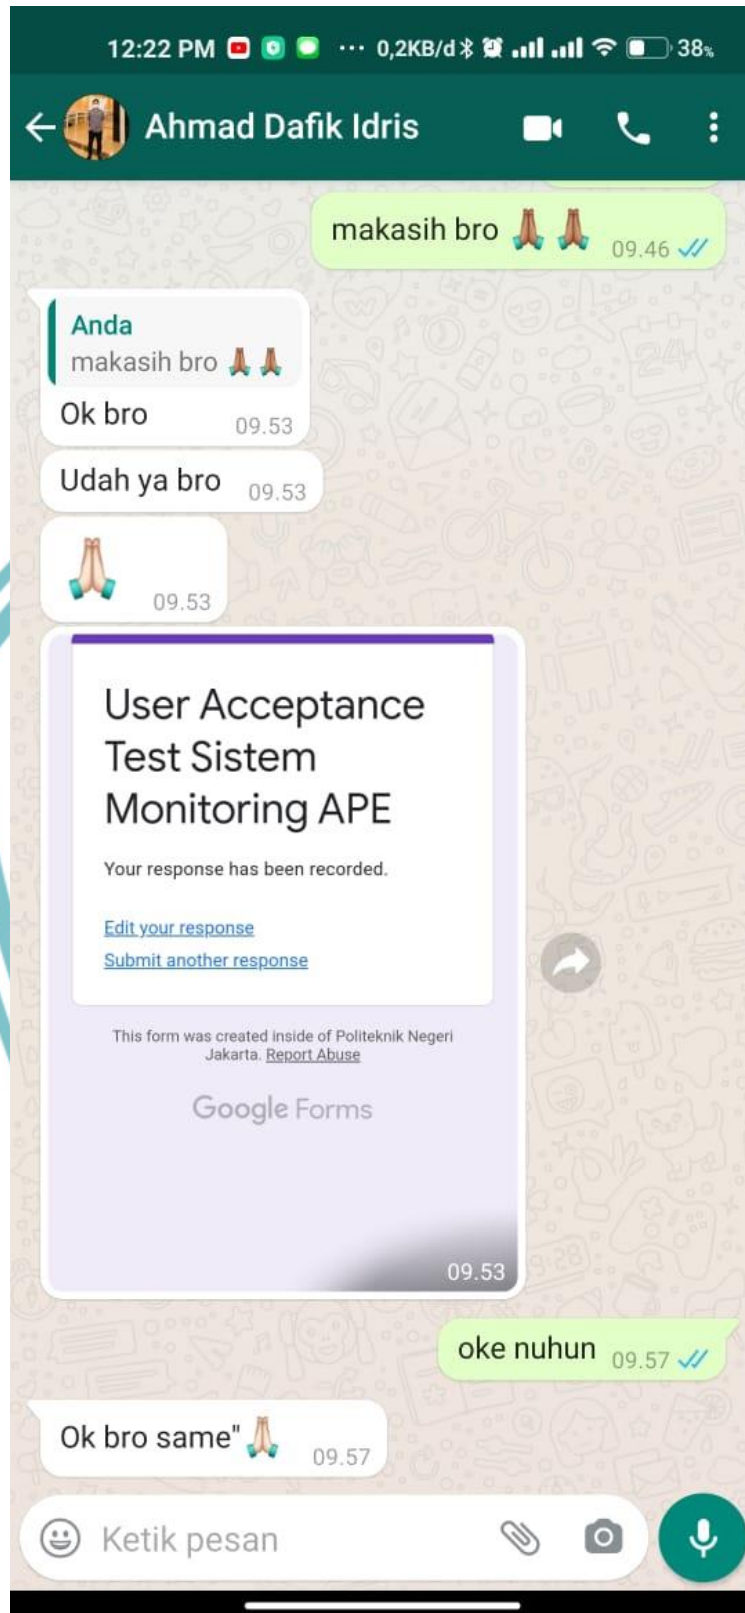 12:22 PM ··· 0,2KB/d 38%
Ahmad Dafik Idris
makasih bro 🙏🏽 🙏🏽 09.46
Anda
makasih bro 🙏🏽 🙏🏽
Ok bro 09.53
Udah ya bro 09.53
🙏🏻 09.53
User Acceptance
Test Sistem
Monitoring APE
Your response has been recorded.
Edit your response
Submit another response
This form was created inside of Politeknik Negeri
Jakarta. Report Abuse
Google Forms
09.53
oke nuhun 09.57
Ok bro same" 🙏🏻 09.57
Ketik pesan